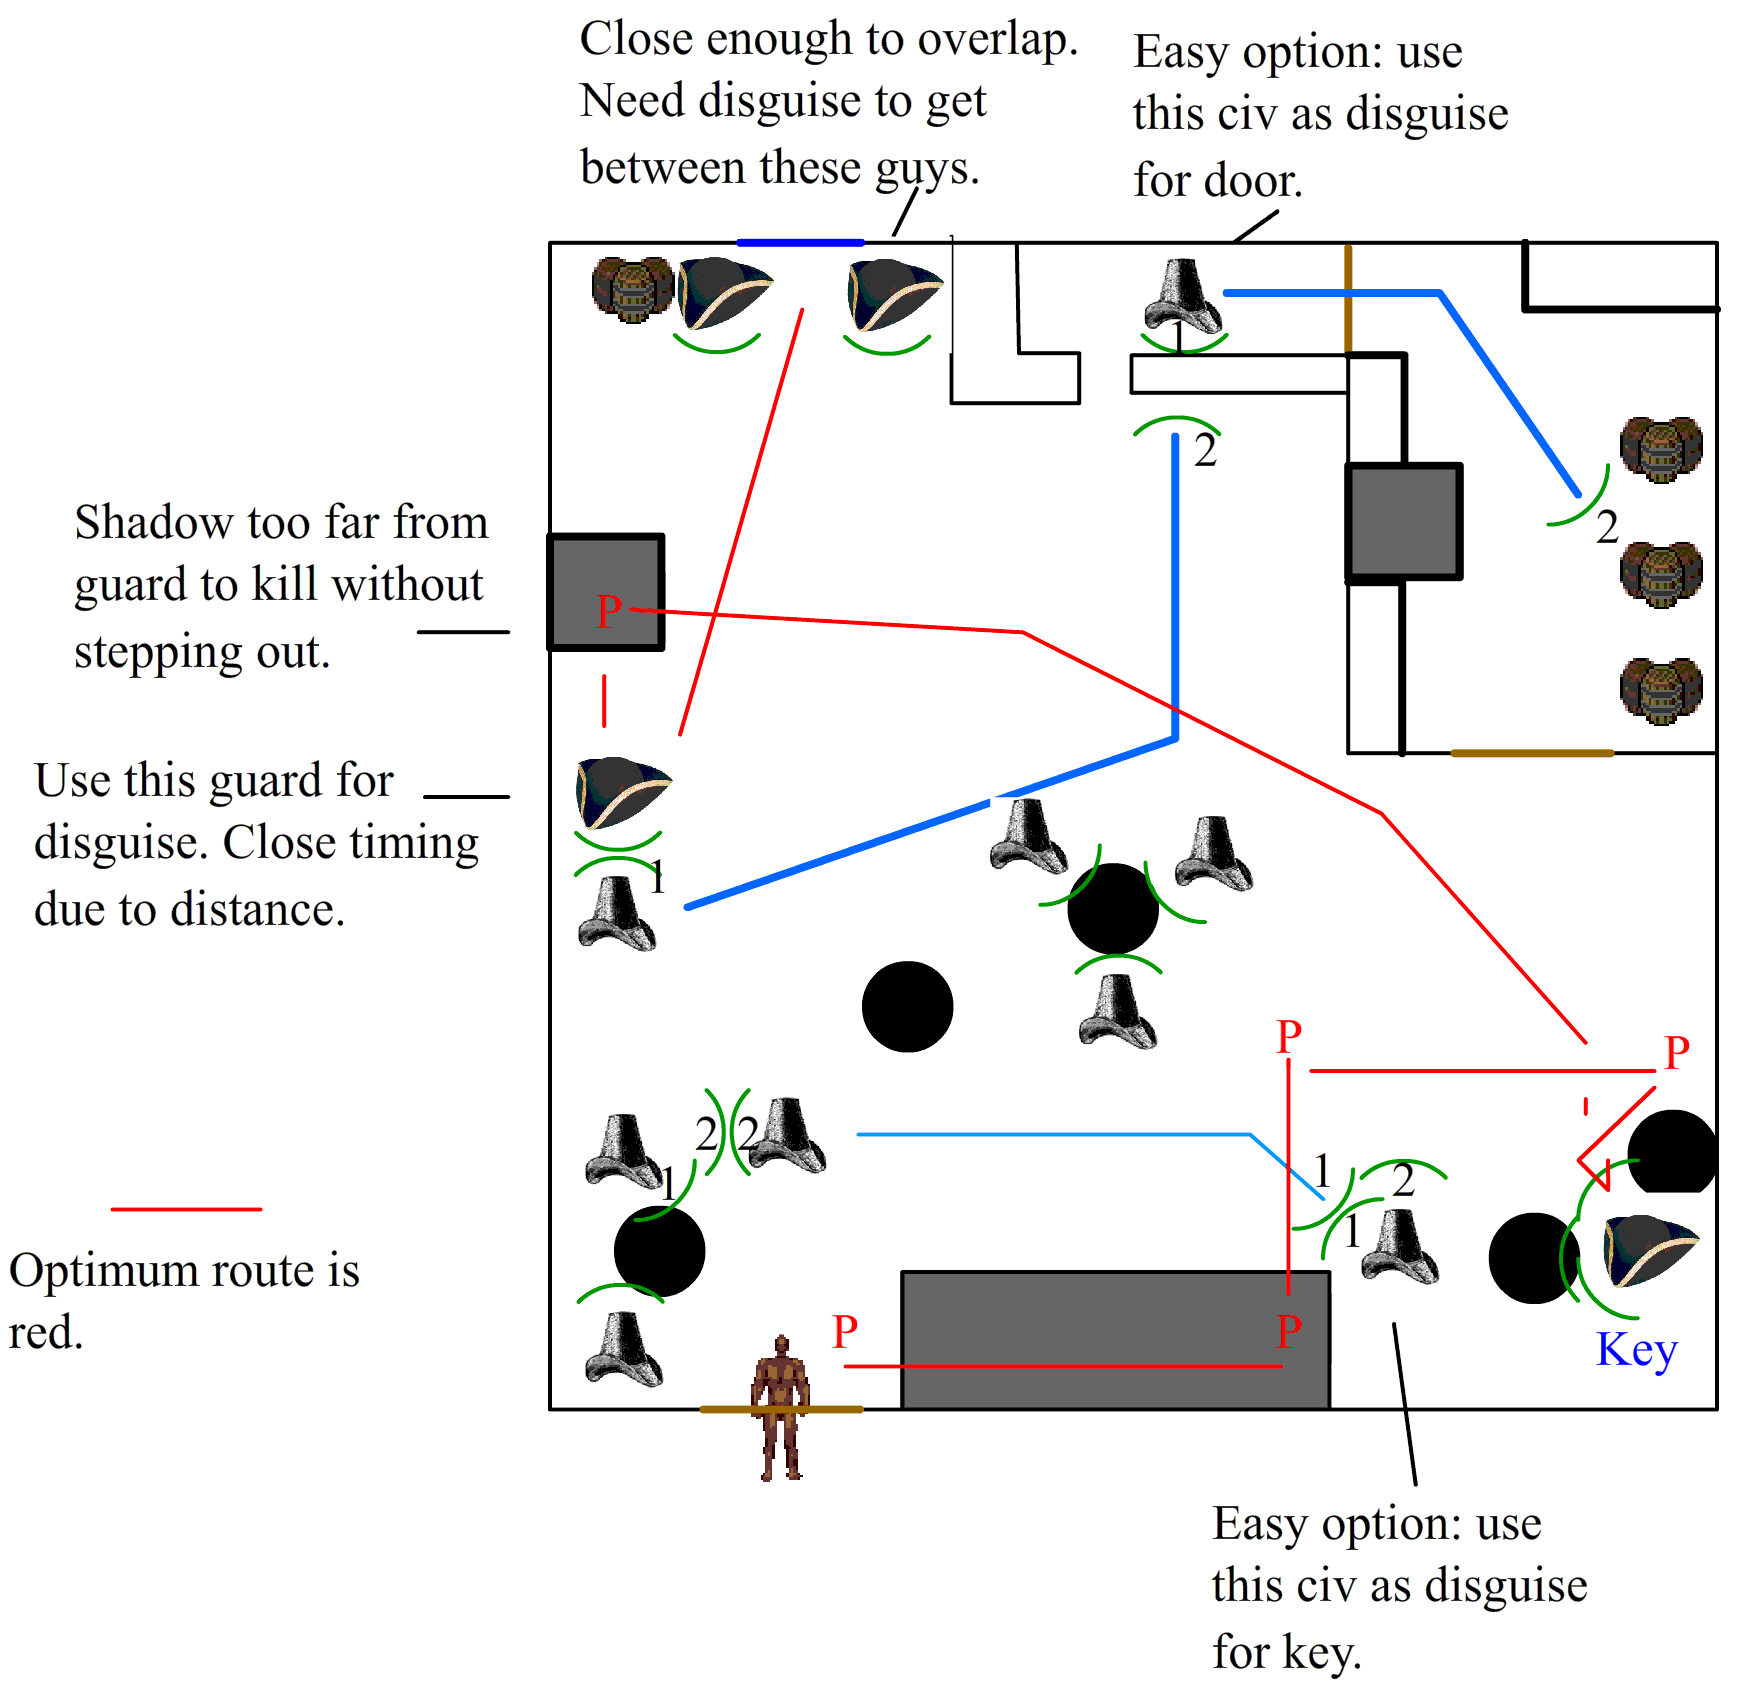 Close enough to overlap.
Need disguise to get
between these guys.
Easy option: use
this civ as disguise
for door.
1
2
2
Shadow too far from
guard to kill without
stepping out.
P
Use this guard for
disguise. Close timing
due to distance.
1
P
P
2
2
1
1
2
1
Optimum route is
red.
P
P
Key
Easy option: use
this civ as disguise
for key.